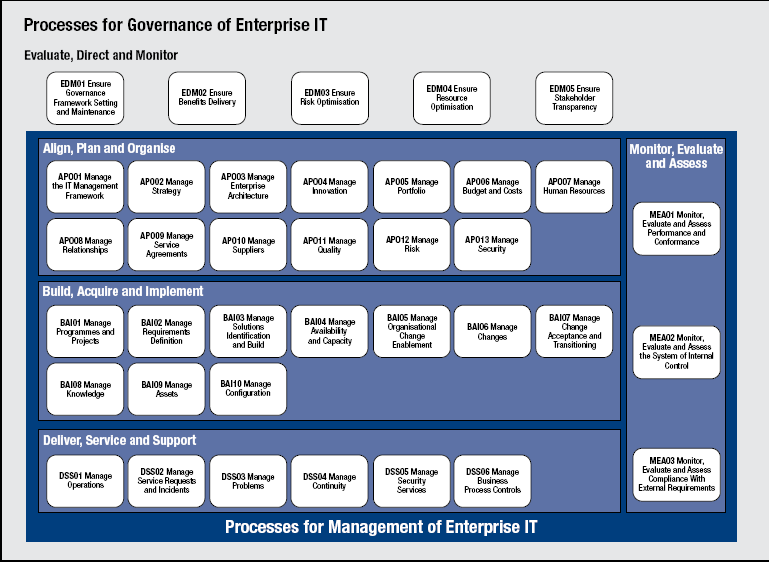 Processes for Governance of Enterprise IT
Evaluate, Direct and Monitor
EDM01 Ensure
Governance
Framework Setting
and Maintenance
EDM02 Ensure
Benefits Delivery
EDM03 Ensure
Risk Optimisation
EDM04 Ensure
Resource
Optimisation
EDM05 Ensure
Stakeholder
Transparency
Align, Plan and Organise
APO01 Manage
the IT Management
Framework
APO02 Manage
Strategy
APO03 Manage
Enterprise
Architecture
APO04 Manage
Innovation
APO05 Manage
Portfolio
APO06 Manage
Budget and Costs
APO07 Manage
Human Resources
APO08 Manage
Relationships
APO09 Manage
Service
Agreements
APO10 Manage
Suppliers
APO11 Manage
Quality
APO12 Manage
Risk
APO13 Manage
Security
Build, Acquire and Implement
BAI01 Manage
Programmes and
Projects
BAI02 Manage
Requirements
Definition
BAI03 Manage
Solutions
Identification
and Build
BAI04 Manage
Availability
and Capacity
BAI05 Manage
Organisational
Change
Enablement
BAI06 Manage
Changes
BAI07 Manage
Change
Acceptance and
Transitioning
BAI08 Manage
Knowledge
BAI09 Manage
Assets
BAI10 Manage
Configuration
Deliver, Service and Support
DSS01 Manage
Operations
DSS02 Manage
Service Requests
and Incidents
DSS03 Manage
Problems
DSS04 Manage
Continuity
DSS05 Manage
Security
Services
DSS06 Manage
Business
Process Controls
Monitor, Evaluate
and Assess
MEA01 Monitor,
Evaluate and Assess
Performance and
Conformance
MEA02 Monitor,
Evaluate and Assess
the System of Internal
Control
MEA03 Monitor,
Evaluate and Assess
Compliance With
External Requirements
Processes for Management of Enterprise IT